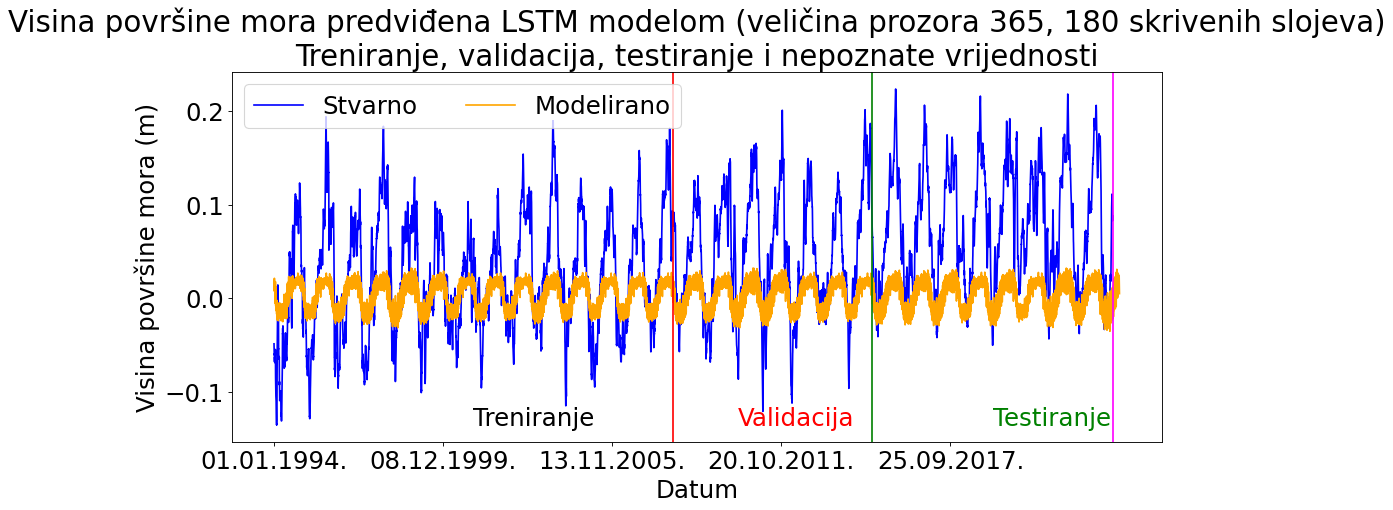 Visina površine mora predviđena LSTM modelom (veličina prozora 365, 180 skrivenih slojeva)
Treniranje, validacija, testiranje i nepoznate vrijednosti
Stvarno Modelirano
Visina površine mora (m)
0.2
0.1
0.0
−0.1
Treniranje Validacija Testiranje
01.01.1994. 08.12.1999. 13.11.2005. 20.10.2011. 25.09.2017.
Datum